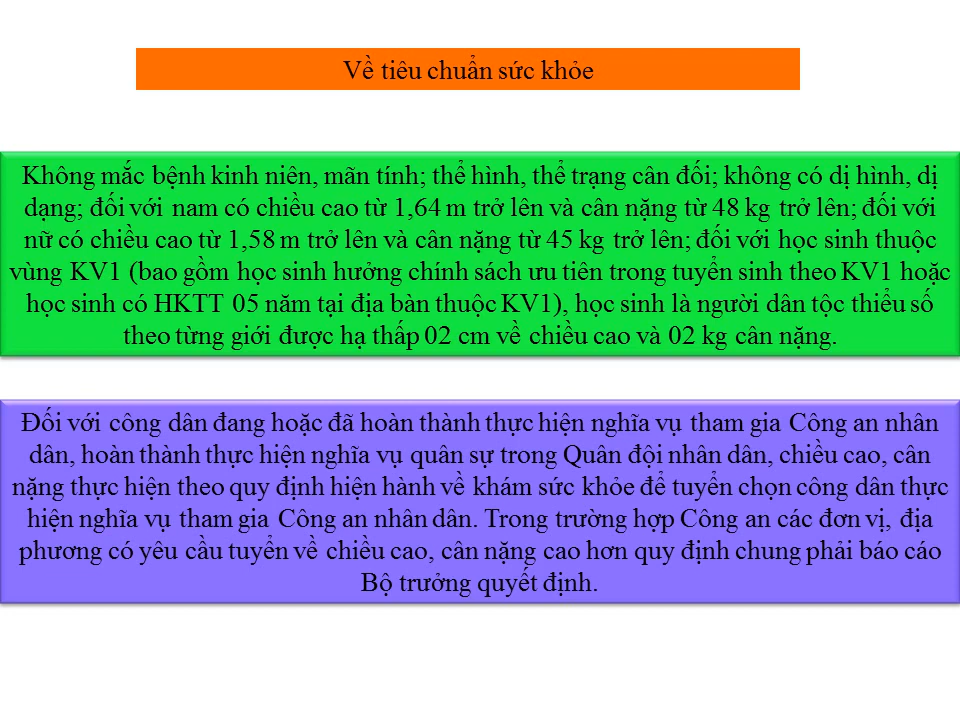 Về tiêu chuẩn sức khỏe
Không mắc bệnh kinh niên, mãn tính; thể hình, thể trạng cân đối; không có dị hình, dị
dạng; đối với nam có chiều cao từ 1,64 m trở lên và cân nặng từ 48 kg trở lên; đối với
nữ có chiều cao từ 1,58 m trở lên và cân nặng từ 45 kg trở lên; đối với học sinh thuộc
vùng KV1 (bao gồm học sinh hưởng chính sách ưu tiên trong tuyển sinh theo KV1 hoặc
học sinh có HKTT 05 năm tại địa bàn thuộc KV1), học sinh là người dân tộc thiểu số
theo từng giới được hạ thấp 02 cm về chiều cao và 02 kg cân nặng.
Đối với công dân đang hoặc đã hoàn thành thực hiện nghĩa vụ tham gia Công an nhân
dân, hoàn thành thực hiện nghĩa vụ quân sự trong Quân đội nhân dân, chiều cao, cân
nặng thực hiện theo quy định hiện hành về khám sức khỏe để tuyển chọn công dân thực
hiện nghĩa vụ tham gia Công an nhân dân. Trong trường hợp Công an các đơn vị, địa
phương có yêu cầu tuyển về chiều cao, cân nặng cao hơn quy định chung phải báo cáo
Bộ trưởng quyết định.